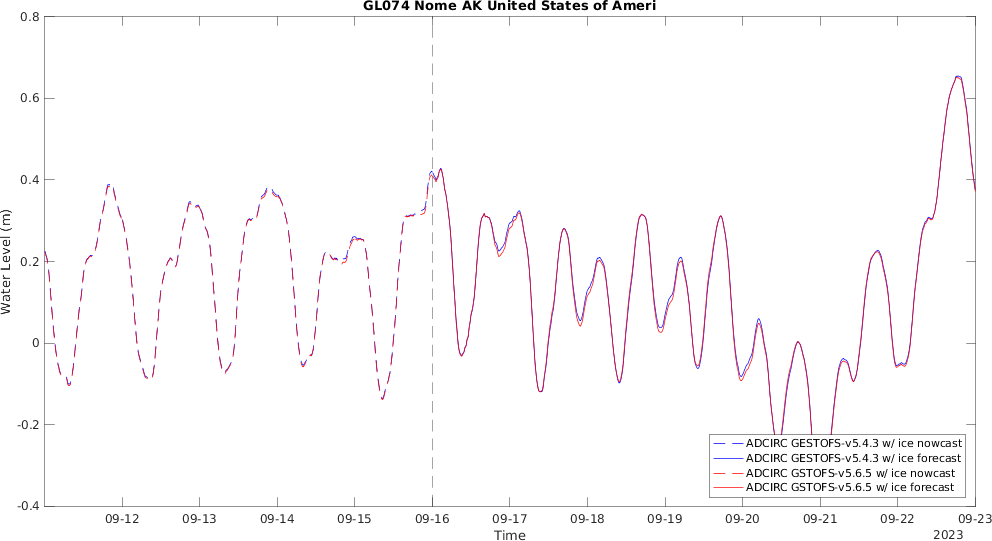 GL074 Nome AK United States of Ameri
0.8
0.6
0.4
0.2
0
-0.2
-0.4
Water Level (m)
ADCIRC GESTOFS-v5.4.3 w/ ice nowcast
ADCIRC GESTOFS-v5.4.3 w/ ice forecast
ADCIRC GSTOFS-v5.6.5 w/ ice nowcast
ADCIRC GSTOFS-v5.6.5 w/ ice forecast
09-12 09-13 09-14 09-15 09-16 09-17 09-18 09-19 09-20 09-21 09-22 09-23
Time
2023